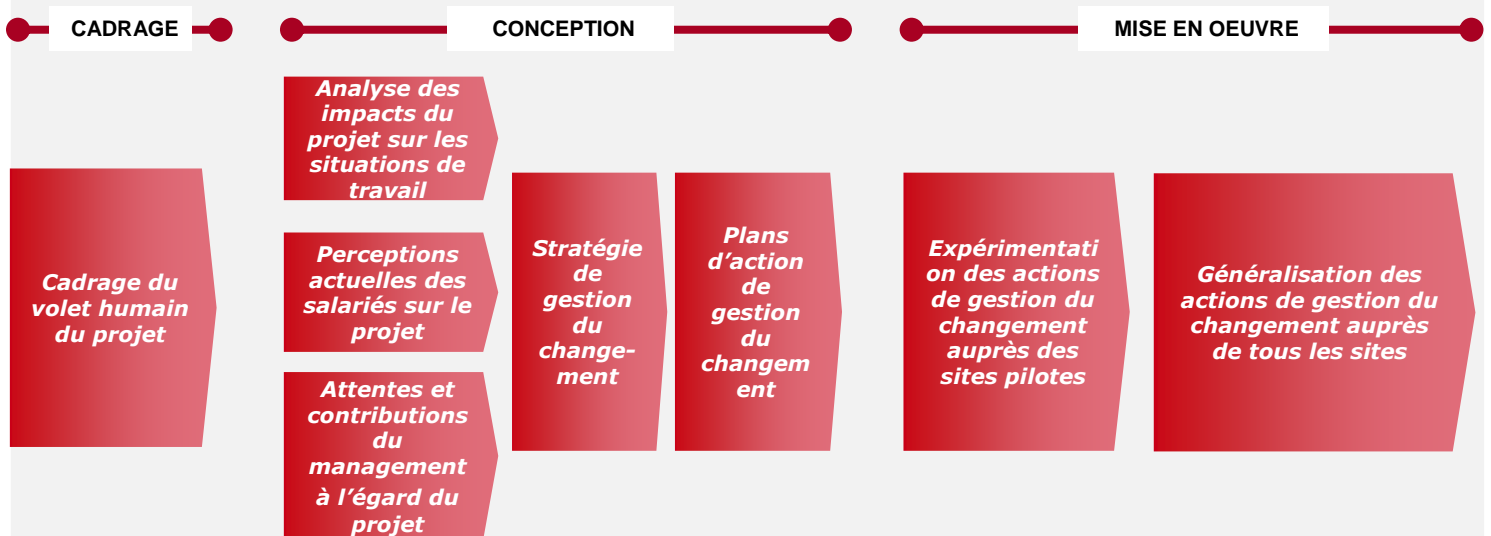 CADRAGE
CONCEPTION
MISE EN OEUVRE
Cadrage du
volet humain
du projet
Analyse des
impacts du
projet sur les
situations de
travail
Perceptions
actuelles des
salariés sur le
projet
Attentes et
contributions
du
management
à l’égard du
projet
Stratégie
de
gestion
du
change-
ment
Plans
d’action
de
gestion
du
changem
ent
Expérimentati
on des actions
de gestion du
changement
auprès des
sites pilotes
Généralisation des
actions de gestion du
changement auprès
de tous les sites